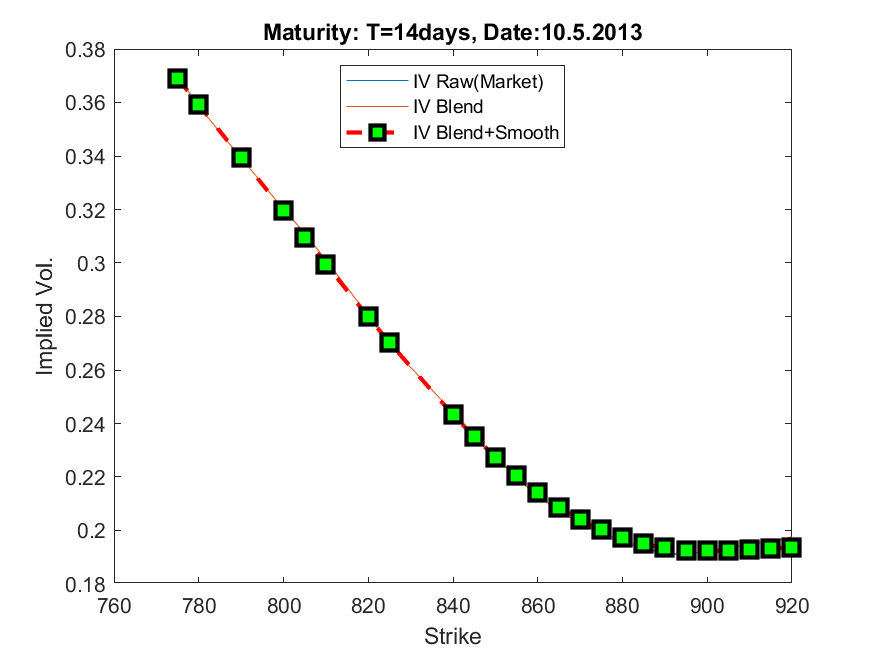 Maturity: T=14days, Date:10.5.2013
0.38
0.36
0.34
0.32
0.3
0.28
0.26
0.24
0.22
0.2
0.18
Implied Vol.
IV Raw(Market)
IV Blend
IV Blend+Smooth
760 780 800 820 840 860 880 900 920
Strike